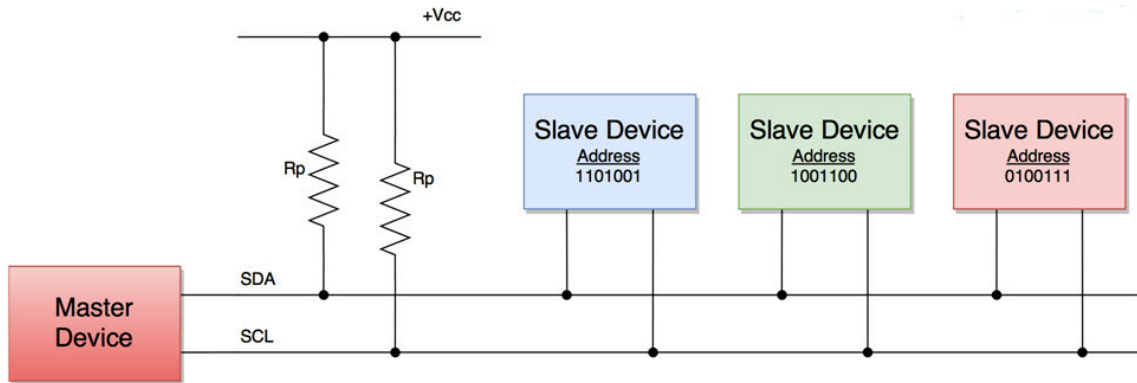 +Vcc
Rp
Rp
Slave Device
Address
1101001
Slave Device
Address
1001100
Slave Device
Address
0100111
SDA
SCL
Master
Device